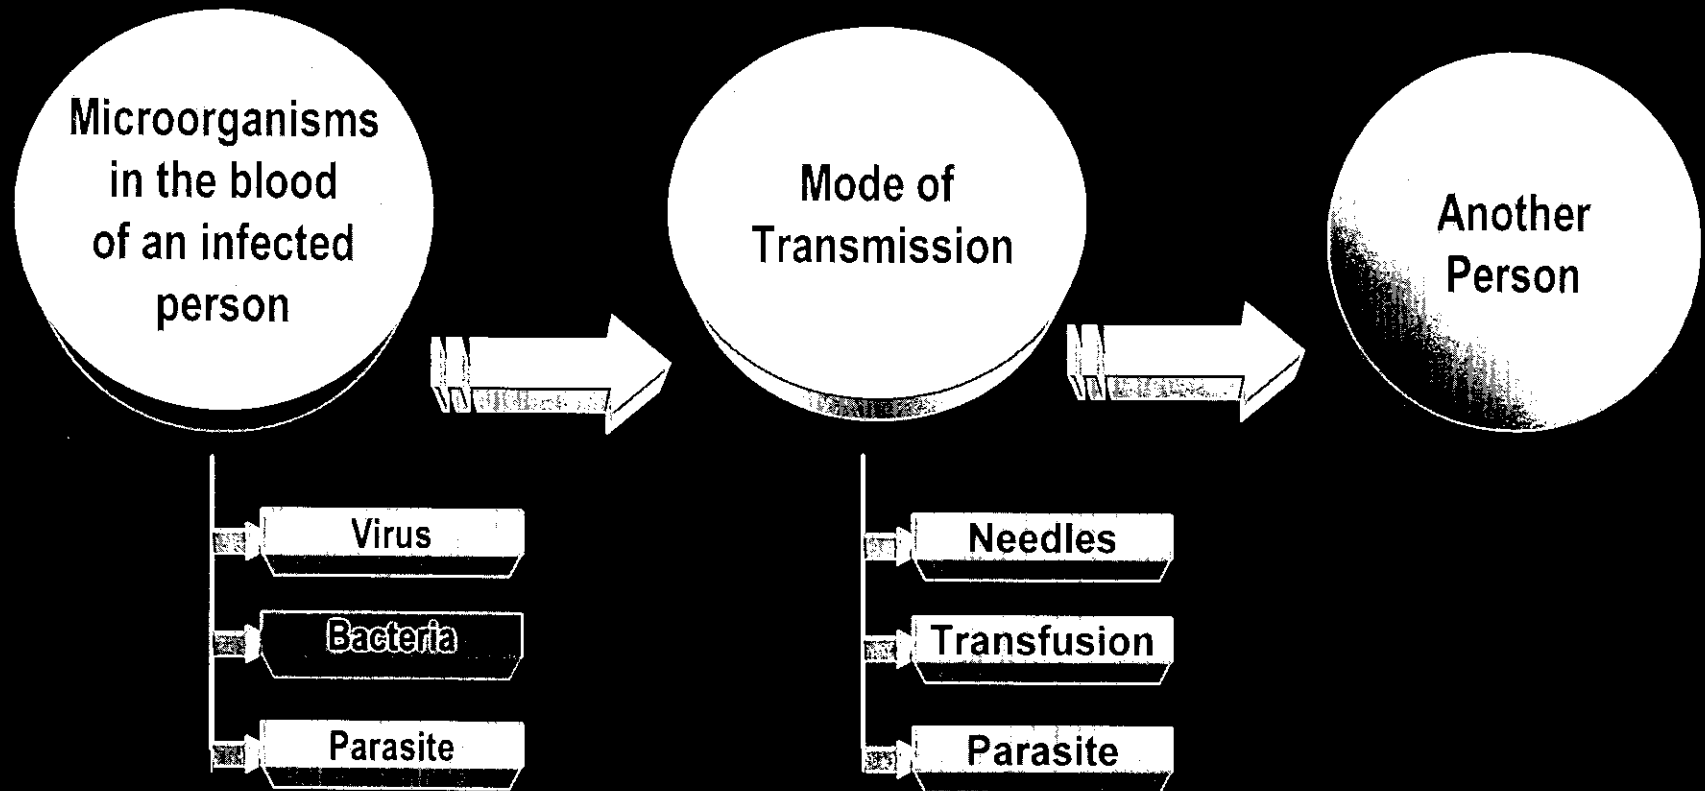 Microorganisms
in the blood
of an infected
person
Mode of
Transmission
Another
Person
Virus
Bacteria
Parasite
Needles
Transfusion
Parasite